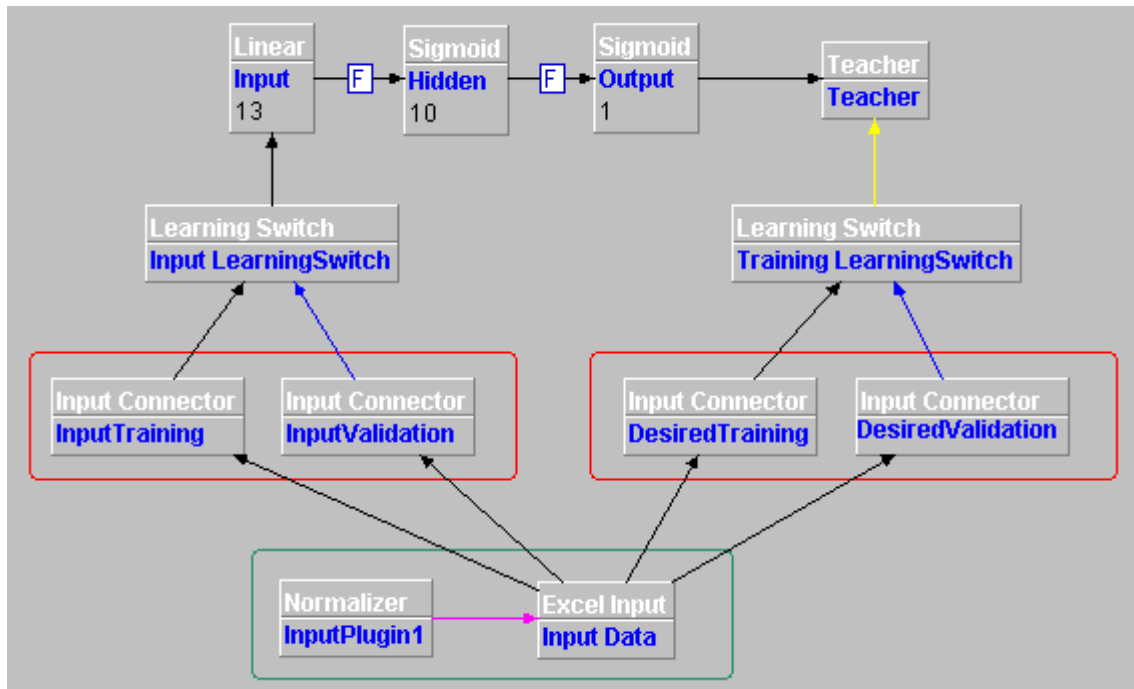 Linear
Input
13
F
Sigmoid
Hidden
10
F
Sigmoid
Output
1
Teacher
Teacher
Learning Switch
Input LearningSwitch
Learning Switch
Training LearningSwitch
Input Connector
InputTraining
Input Connector
InputValidation
Input Connector
DesiredTraining
Input Connector
DesiredValidation
Normalizer
InputPlugin1
Excel Input
Input Data